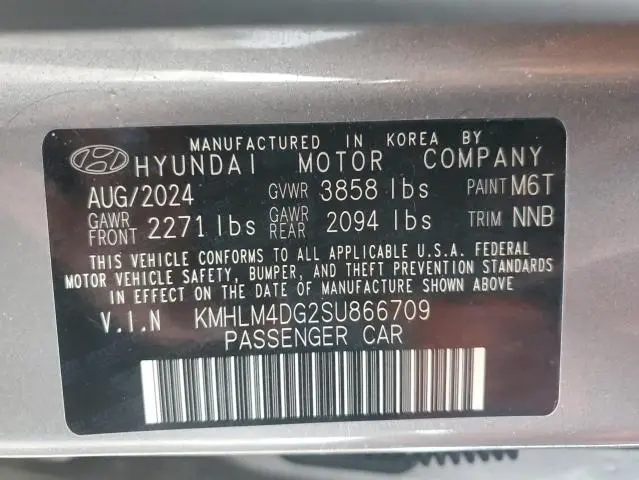 MANUFACTURED IN KOREA BY
HYUNDAI MOTOR COMPANY
AUG/2024 GVWR 3858 lbs PAINT M6T
GAWR FRONT 2271 lbs GAWR REAR 2094 lbs TRIM NNB
THIS VEHICLE CONFORMS TO ALL APPLICABLE U.S.A. FEDERAL
MOTOR VEHICLE SAFETY, BUMPER, AND THEFT PREVENTION STANDARDS
IN EFFECT ON THE DATE OF MANUFACTURE SHOWN ABOVE.
V.I.N KMHLM4DG2SU866709
PASSENGER CAR